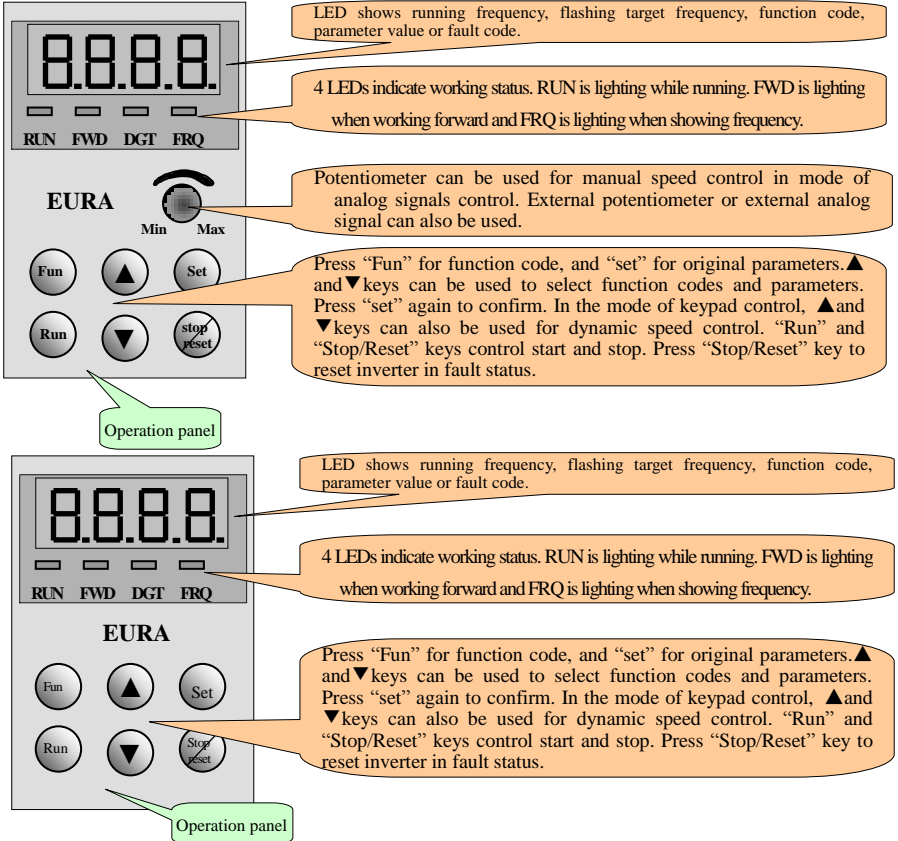 LED shows running frequency, flashing target frequency, function code,
parameter value or fault code.
8.8.8.8.
4 LEDs indicate working status. RUN is lighting while running. FWD is lighting
when working forward and FRQ is lighting when showing frequency.
RUN FWD DGT FRQ
Potentiometer can be used for manual speed control in mode of
analog signals control. External potentiometer or external analog
signal can also be used.
EURA
Min Max
Press “Fun” for function code, and “set” for original parameters.▲
and▼keys can be used to select function codes and parameters.
Press “set” again to confirm. In the mode of keypad control, ▲and
▼keys can also be used for dynamic speed control. “Run” and
“Stop/Reset” keys control start and stop. Press “Stop/Reset” key to
reset inverter in fault status.
Fun ▲ Set
Run ▼ stop
reset
Operation panel
LED shows running frequency, flashing target frequency, function code,
parameter value or fault code.
8.8.8.8.
4 LEDs indicate working status. RUN is lighting while running. FWD is lighting
when working forward and FRQ is lighting when showing frequency.
RUN FWD DGT FRQ
EURA
Press “Fun” for function code, and “set” for original parameters.▲
and▼keys can be used to select function codes and parameters.
Press “set” again to confirm. In the mode of keypad control, ▲and
▼keys can also be used for dynamic speed control. “Run” and
“Stop/Reset” keys control start and stop. Press “Stop/Reset” key to
reset inverter in fault status.
Fun ▲ Set
Run ▼ Stop
reset
Operation panel